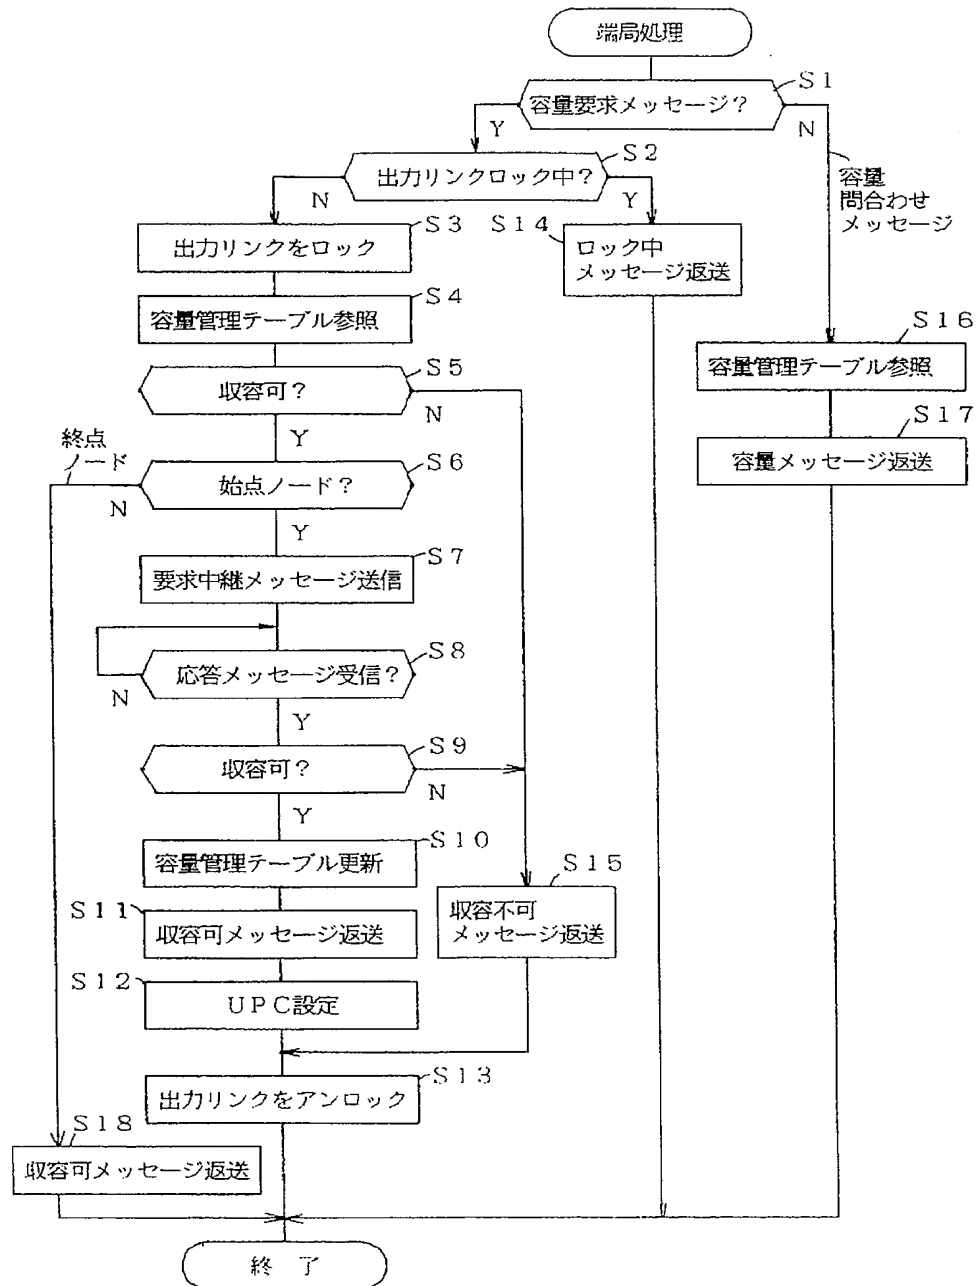 端局処理
S1
容量要求メッセージ?
Y
N
S2
出力リンクロック中?
N
Y
容量
問合わせ
メッセージ
S3
出力リンクをロック
S14
ロック中
メッセージ返送
S4
容量管理テーブル参照
S16
容量管理テーブル参照
S5
収容可?
N
Y
S17
容量メッセージ返送
終点
ノード
S6
始点ノード?
N
Y
S7
要求中継メッセージ送信
S8
応答メッセージ受信?
N
Y
S9
収容可?
N
Y
S10
容量管理テーブル更新
S15
収容不可
メッセージ返送
S11
収容可メッセージ返送
S12
UPC設定
S13
出力リンクをアンロック
S18
収容可メッセージ返送
終 了